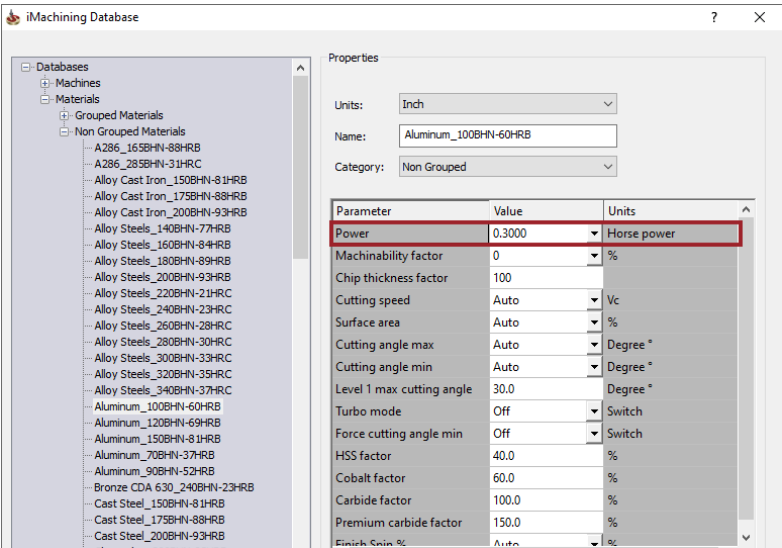 iMachining Database
? ×
Databases
Machines
Materials
Grouped Materials
Non Grouped Materials
A286_165BHN-88HRB
A286_285BHN-31HRC
Alloy Cast Iron_150BHN-81HRB
Alloy Cast Iron_175BHN-88HRB
Alloy Cast Iron_200BHN-93HRB
Alloy Steels_140BHN-77HRB
Alloy Steels_160BHN-84HRB
Alloy Steels_180BHN-89HRB
Alloy Steels_200BHN-93HRB
Alloy Steels_220BHN-21HRC
Alloy Steels_240BHN-23HRC
Alloy Steels_260BHN-28HRC
Alloy Steels_280BHN-30HRC
Alloy Steels_300BHN-33HRC
Alloy Steels_320BHN-35HRC
Alloy Steels_340BHN-37HRC
Aluminum_100BHN-60HRB
Aluminum_120BHN-69HRB
Aluminum_150BHN-81HRB
Aluminum_70BHN-37HRB
Aluminum_90BHN-52HRB
Bronze CDA 630_240BHN-23HRB
Cast Steel_150BHN-81HRB
Cast Steel_175BHN-88HRB
Cast Steel_200BHN-93HRB
Properties
Units: Inch
Name: Aluminum_100BHN-60HRB
Category: Non Grouped
Parameter Value Units
Power 0.3000 Horse power
Machinability factor 0 %
Chip thickness factor 100
Cutting speed Auto Vc
Surface area Auto %
Cutting angle max Auto Degree °
Cutting angle min Auto Degree °
Level 1 max cutting angle 30.0 Degree °
Turbo mode Off Switch
Force cutting angle min Off Switch
HSS factor 40.0 %
Cobalt factor 60.0 %
Carbide factor 100.0 %
Premium carbide factor 150.0 %
Finish Spin % Auto %